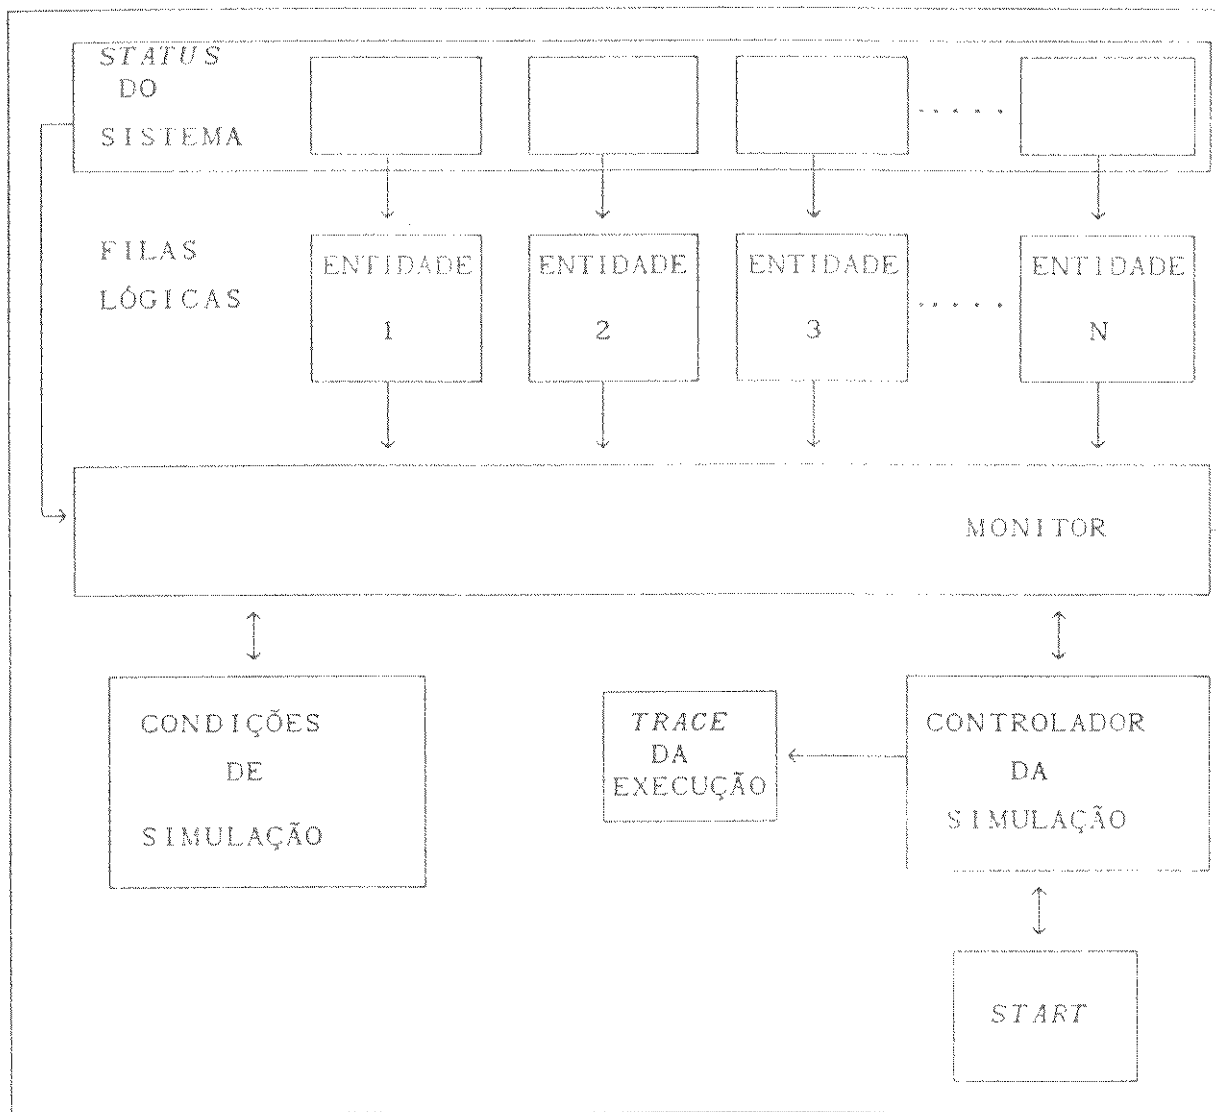 STATUS
DO
SISTEMA
. . . . .
FILAS
LÓGICAS
ENTIDADE
1
ENTIDADE
2
ENTIDADE
3
. . . . .
ENTIDADE
N
MONITOR
CONDIÇÕES
DE
SIMULAÇÃO
TRACE
DA
EXECUÇÃO
CONTROLADOR
DA
SIMULAÇÃO
START